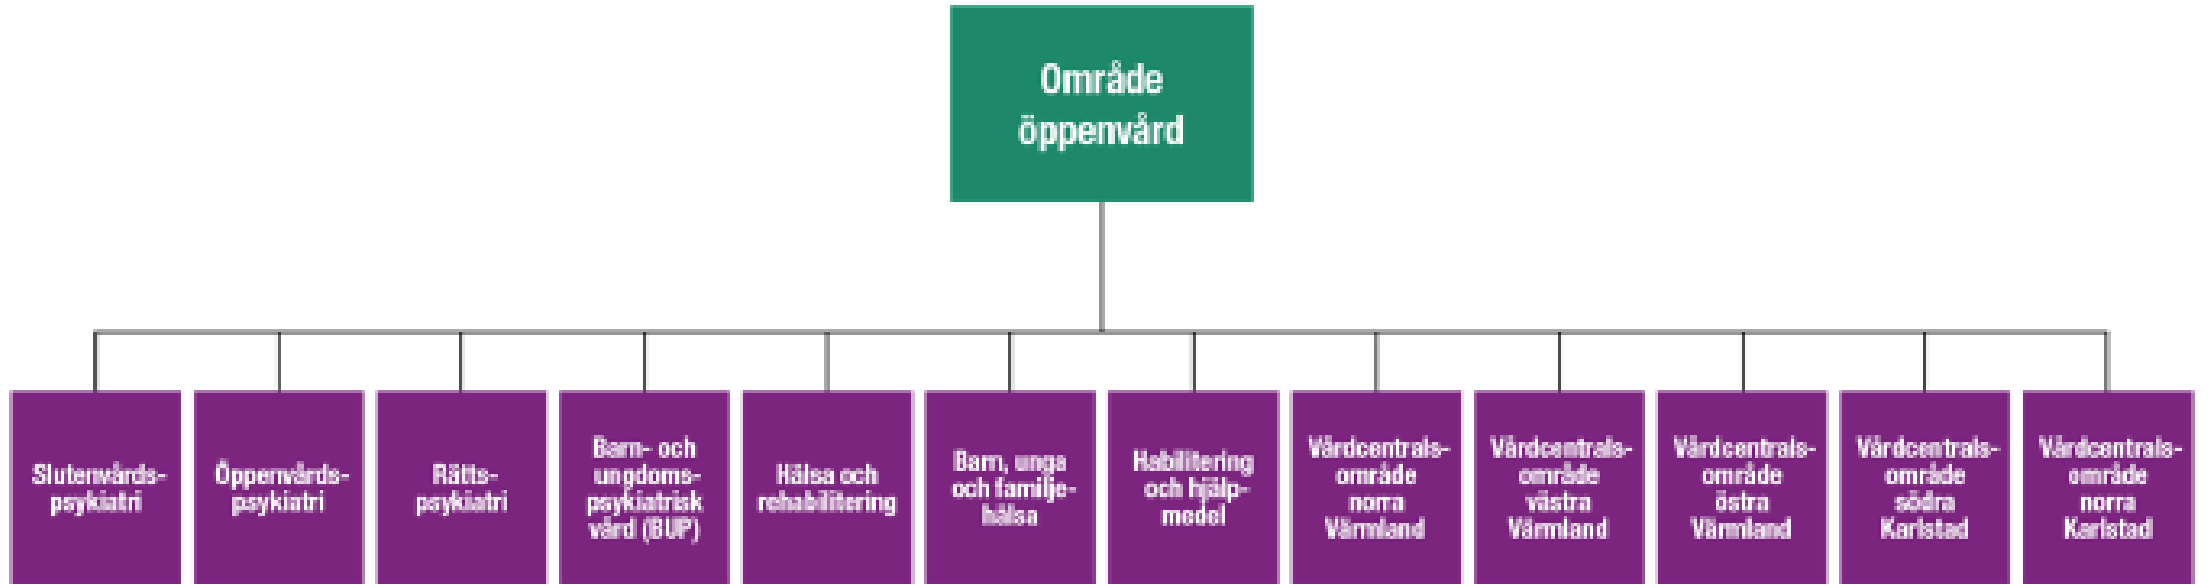 Område
öppenvård
Slutenvårds-
psykiatri
Öppenvårds-
psykiatri
Rätts-
psykiatri
Barn- och
ungdoms-
psykiatrisk
vård (BUP)
Hälsa och
rehabilitering
Barn, unga
och familje-
hälsa
Habilitering
och hjälp-
medel
Vårdcentrals-
område
norra
Värmland
Vårdcentrals-
område
västra
Värmland
Vårdcentrals-
område
östra
Värmland
Vårdcentrals-
område
södra
Karlstad
Vårdcentrals-
område
norra
Karlstad